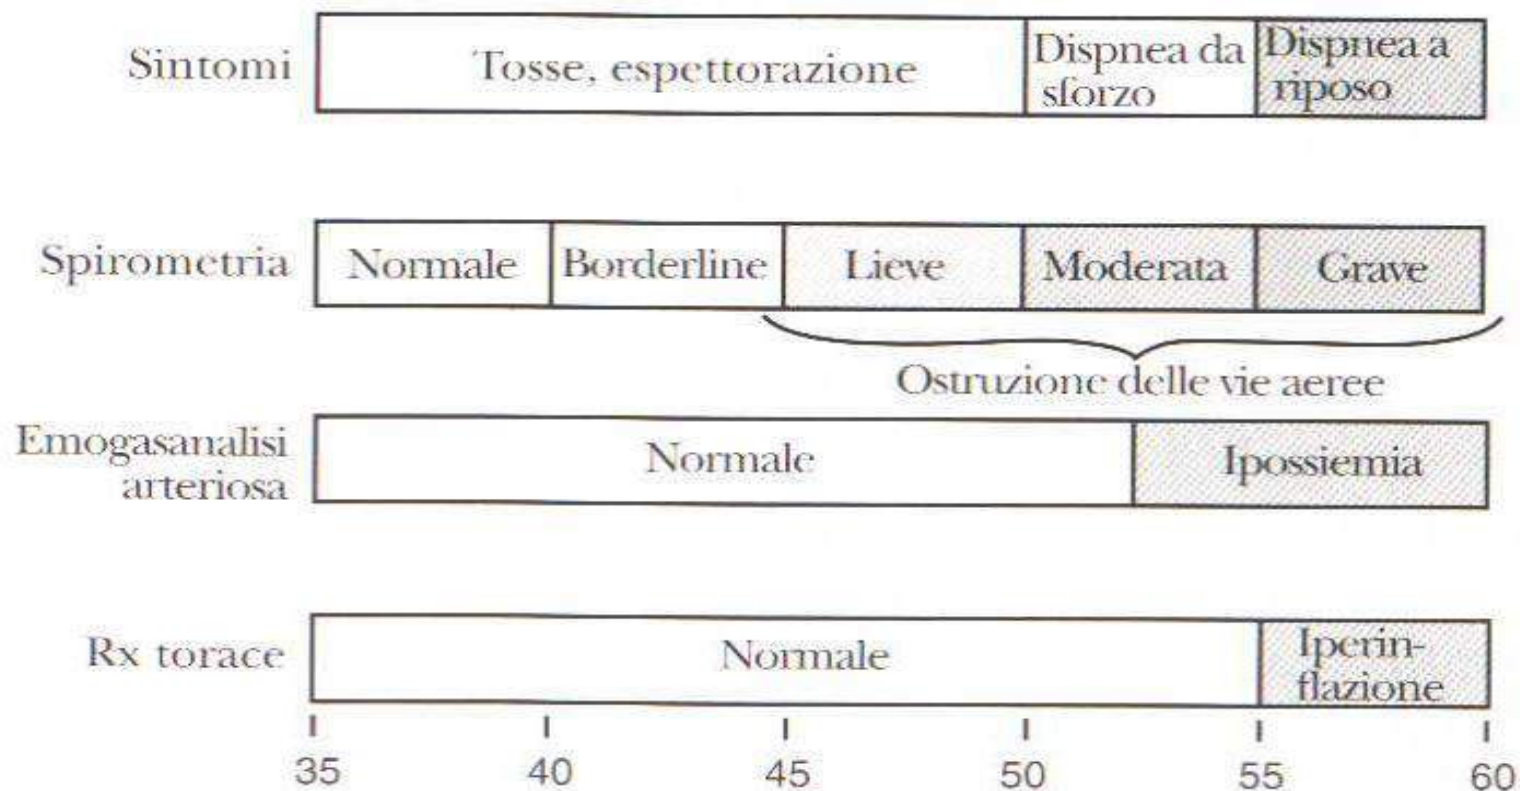 Sintomi
Tosse, espettorazione
Dispnea da
sforzo
Dispnea a
riposo
Spirometria
Normale
Borderline
Lieve
Moderata
Grave
Ostruzione delle vie aeree
Emogasanalisi
arteriosa
Normale
Ipossiemia
Rx torace
Normale
Iperin-
flazione
35
40
45
50
55
60